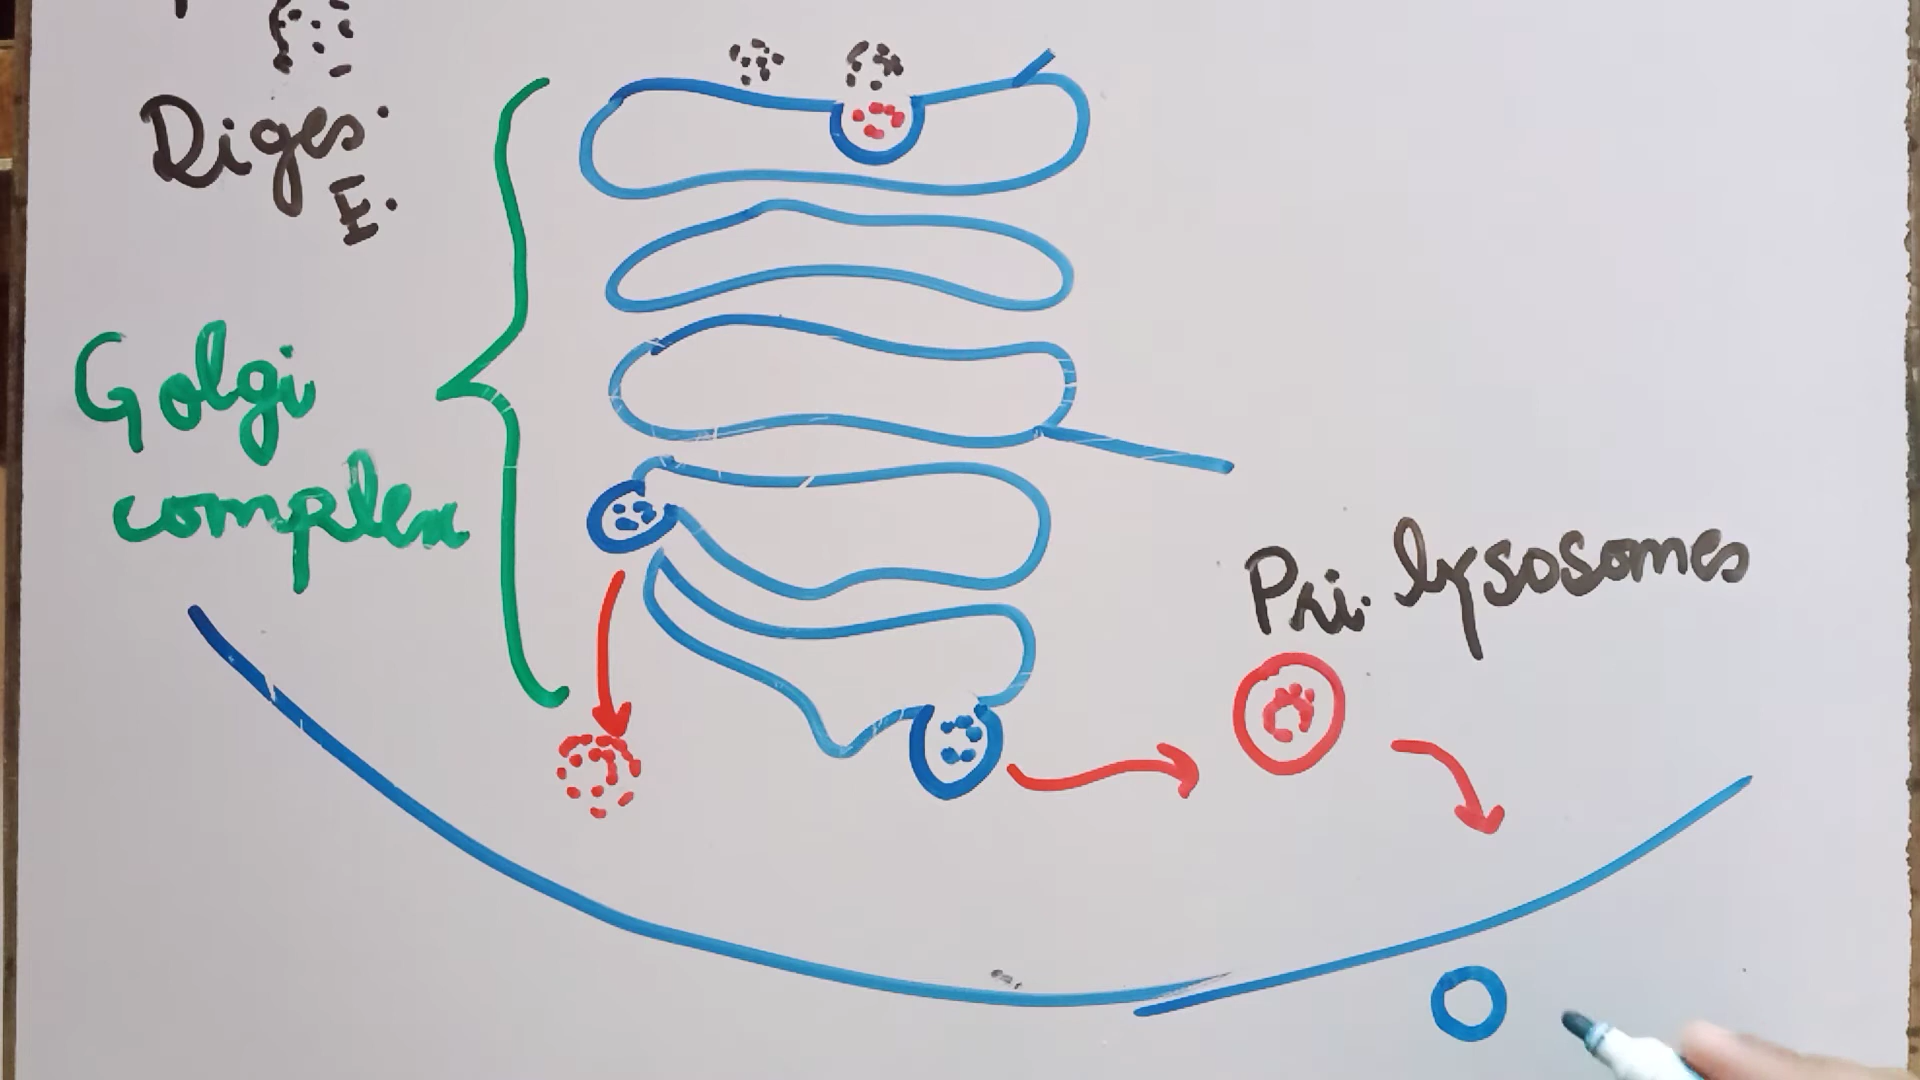 Diges.
E.
Golgi
complex
Pri. lysosomes